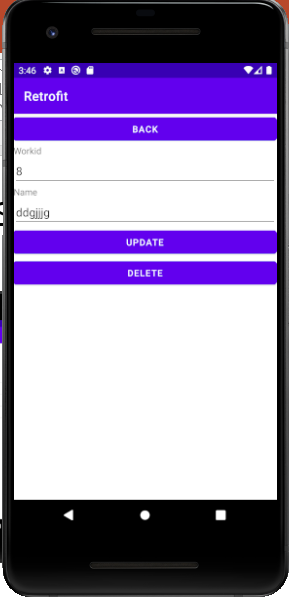 3:46
Retrofit
BACK
Workid
8
Name
ddgjjjg
UPDATE
DELETE